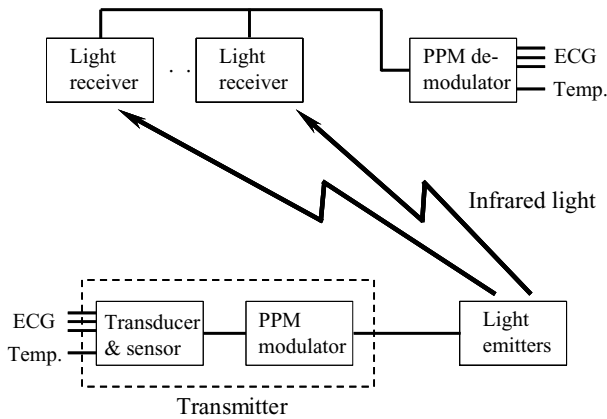 Light
receiver
. .
Light
receiver
PPM de-
modulator
ECG
Temp.
Infrared light
ECG
Temp.
Transducer
& sensor
PPM
modulator
Light
emitters
Transmitter